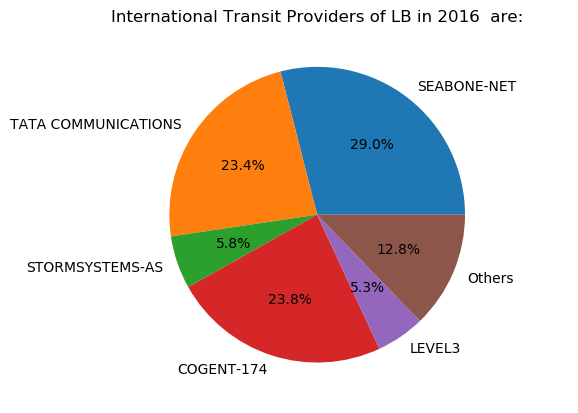 International Transit Providers of LB in 2016  are:
SEABONE-NET
29.0%
TATA COMMUNICATIONS
23.4%
STORMSYSTEMS-AS
5.8%
COGENT-174
23.8%
LEVEL3
5.3%
Others
12.8%